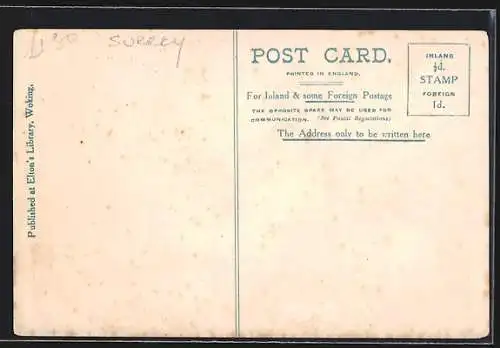 SURREY
POST CARD.
PRINTED IN ENGLAND.
For Inland & some Foreign Postage
THE OPPOSITE SPACE MAY BE USED FOR
COMMUNICATION. (See Postal Regulations)
The Address only to be written here
INLAND
½d.
STAMP
FOREIGN
1d.
Published at Elton's Library, Woking.